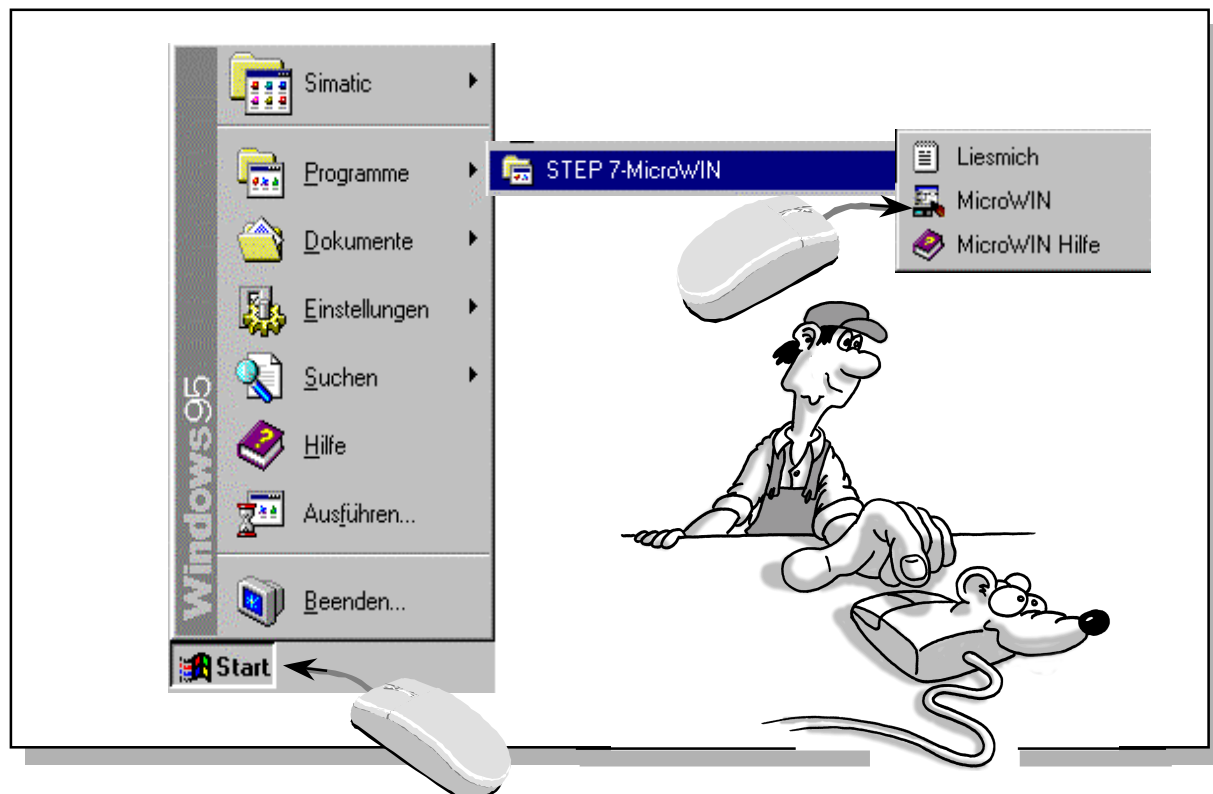 Simatic
Programme
Dokumente
Einstellungen
Suchen
Hilfe
Ausführen...
Beenden...
Windows95
Start
STEP 7-MicroWIN
Liesmich
MicroWIN
MicroWIN Hilfe